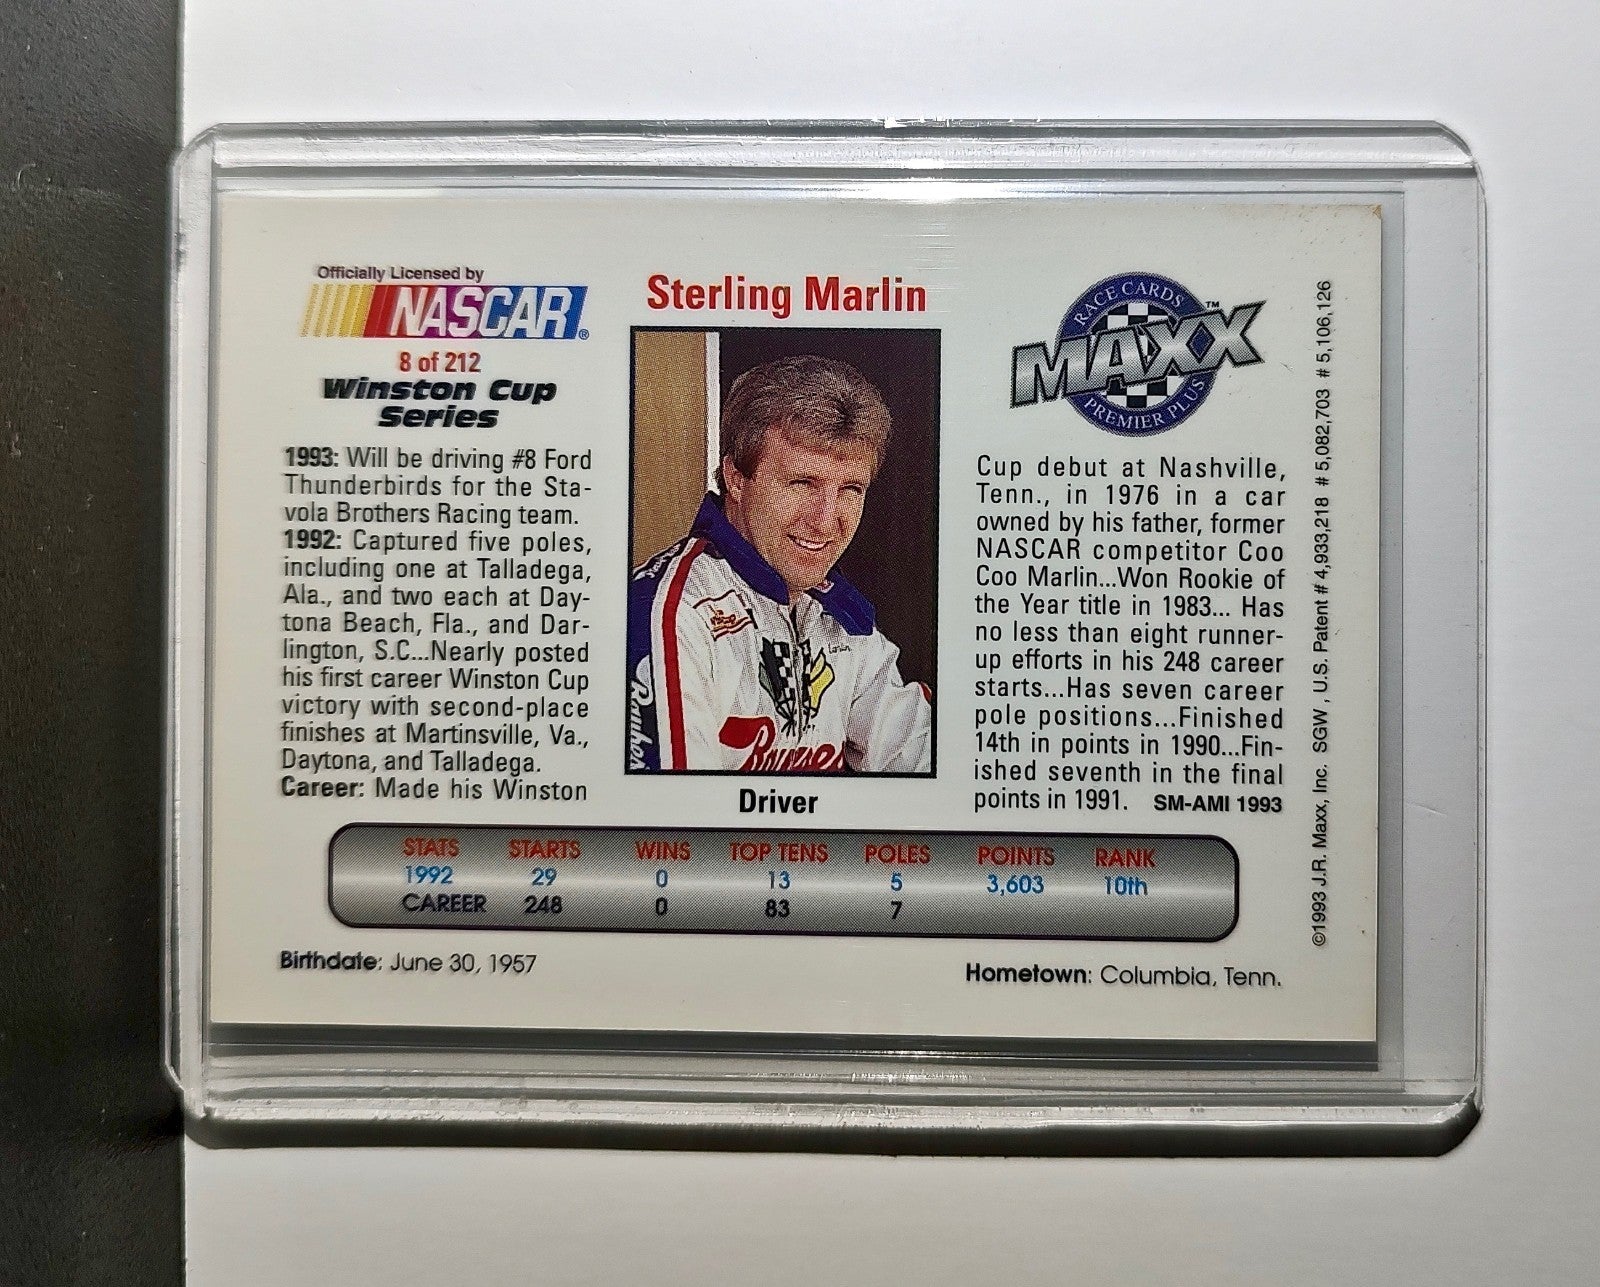 Officially Licensed by
NASCAR®
8 of 212
Winston Cup
Series
1993: Will be driving #8 Ford
Thunderbirds for the Sta-
vola Brothers Racing team.
1992: Captured five poles,
including one at Talladega,
Ala., and two each at Day-
tona Beach, Fla., and Dar-
lington, S.C...Nearly posted
his first career Winston Cup
victory with second-place
finishes at Martinsville, Va.,
Daytona, and Talladega.
Career: Made his Winston
Sterling Marlin
Raybes
Driver
RACE CARDS
MAXX™
PREMIER PLUS
Cup debut at Nashville,
Tenn., in 1976 in a car
owned by his father, former
NASCAR competitor Coo
Coo Marlin...Won Rookie of
the Year title in 1983... Has
no less than eight runner-
up efforts in his 248 career
starts...Has seven career
pole positions...Finished
14th in points in 1990...Fin-
ished seventh in the final
points in 1991. SM-AMI 1993
©1993 J.R. Maxx, Inc. SGW , U.S. Patent # 4,933,218 # 5,082,703 # 5,106,126
STATS STARTS WINS TOP TENS POLES POINTS RANK
1992 29 0 13 5 3,603 10th
CAREER 248 0 83 7
Birthdate: June 30, 1957
Hometown: Columbia, Tenn.